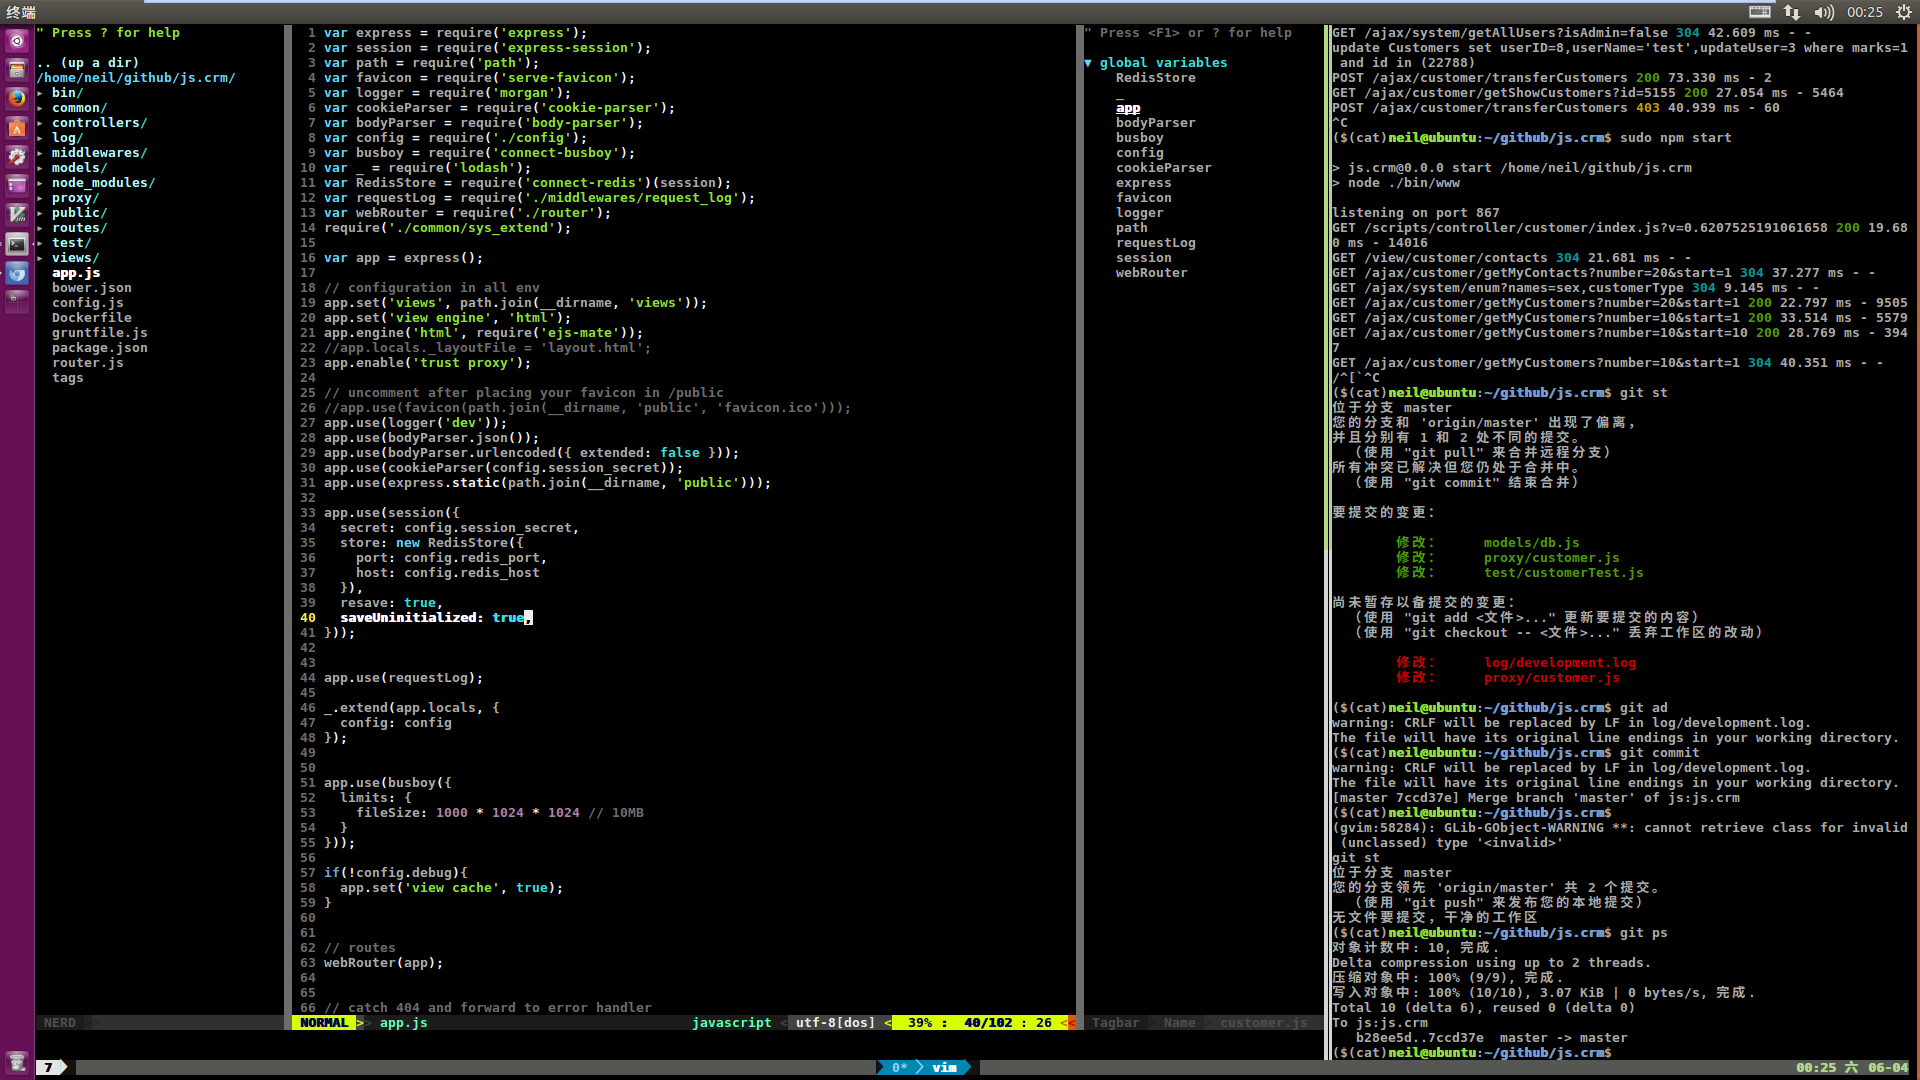 终端
00:25
" Press ? for help
.. (up a dir)
/home/neil/github/js.crm/
▸ bin/
▸ common/
▸ controllers/
▸ log/
▸ middlewares/
▸ models/
▸ node_modules/
▸ proxy/
▸ public/
▸ routes/
▸ test/
▸ views/
app.js
bower.json
config.js
Dockerfile
gruntfile.js
package.json
router.js
tags
NERD
1 var express = require('express');
2 var session = require('express-session');
3 var path = require('path');
4 var favicon = require('serve-favicon');
5 var logger = require('morgan');
6 var cookieParser = require('cookie-parser');
7 var bodyParser = require('body-parser');
8 var config = require('./config');
9 var busboy = require('connect-busboy');
10 var _ = require('lodash');
11 var RedisStore = require('connect-redis')(session);
12 var requestLog = require('./middlewares/request_log');
13 var webRouter = require('./router');
14 require('./common/sys_extend');
15
16 var app = express();
17
18 // configuration in all env
19 app.set('views', path.join(__dirname, 'views'));
20 app.set('view engine', 'html');
21 app.engine('html', require('ejs-mate'));
22 //app.locals._layoutFile = 'layout.html';
23 app.enable('trust proxy');
24
25 // uncomment after placing your favicon in /public
26 //app.use(favicon(path.join(__dirname, 'public', 'favicon.ico')));
27 app.use(logger('dev'));
28 app.use(bodyParser.json());
29 app.use(bodyParser.urlencoded({ extended: false }));
30 app.use(cookieParser(config.session_secret));
31 app.use(express.static(path.join(__dirname, 'public')));
32
33 app.use(session({
34 secret: config.session_secret,
35 store: new RedisStore({
36 port: config.redis_port,
37 host: config.redis_host
38 }),
39 resave: true,
40 saveUninitialized: true,
41 }));
42
43
44 app.use(requestLog);
45
46 _.extend(app.locals, {
47 config: config
48 });
49
50
51 app.use(busboy({
52 limits: {
53 fileSize: 1000 * 1024 * 1024 // 10MB
54 }
55 }));
56
57 if(!config.debug){
58 app.set('view cache', true);
59 }
60
61
62 // routes
63 webRouter(app);
64
65
66 // catch 404 and forward to error handler
NORMAL >> app.js javascript < utf-8[dos] < 39% : 40/102 : 26 <<
" Press <F1> or ? for help
▼ global variables
RedisStore
_
app
bodyParser
busboy
config
cookieParser
express
favicon
logger
path
requestLog
session
webRouter
Tagbar Name customer.js
GET /ajax/system/getAllUsers?isAdmin=false 304 42.609 ms - -
update Customers set userID=8,userName='test',updateUser=3 where marks=1
and id in (22788)
POST /ajax/customer/transferCustomers 200 73.330 ms - 2
GET /ajax/customer/getShowCustomers?id=5155 200 27.054 ms - 5464
POST /ajax/customer/transferCustomers 403 40.939 ms - 60
^C
($(cat)neil@ubuntu:~/github/js.crm$ sudo npm start
> js.crm@0.0.0 start /home/neil/github/js.crm
> node ./bin/www
listening on port 867
GET /scripts/controller/customer/index.js?v=0.6207525191061658 200 19.68
0 ms - 14016
GET /view/customer/contacts 304 21.681 ms - -
GET /ajax/customer/getMyContacts?number=20&start=1 304 37.277 ms - -
GET /ajax/system/enum?names=sex,customerType 304 9.145 ms - -
GET /ajax/customer/getMyCustomers?number=20&start=1 200 22.797 ms - 9505
GET /ajax/customer/getMyCustomers?number=10&start=1 200 33.514 ms - 5579
GET /ajax/customer/getMyCustomers?number=10&start=10 200 28.769 ms - 394
7
GET /ajax/customer/getMyCustomers?number=10&start=1 304 40.351 ms - -
/^[`^C
($(cat)neil@ubuntu:~/github/js.crm$ git st
位于分支 master
您的分支和 'origin/master' 出现了偏离，
并且分别有 1 和 2 处不同的提交。
（使用 "git pull" 来合并远程分支）
所有冲突已解决但您仍处于合并中。
（使用 "git commit" 结束合并）
要提交的变更：
修改： models/db.js
修改： proxy/customer.js
修改： test/customerTest.js
尚未暂存以备提交的变更：
（使用 "git add <文件>..." 更新要提交的内容）
（使用 "git checkout -- <文件>..." 丢弃工作区的改动）
修改： log/development.log
修改： proxy/customer.js
($(cat)neil@ubuntu:~/github/js.crm$ git ad
warning: CRLF will be replaced by LF in log/development.log.
The file will have its original line endings in your working directory.
($(cat)neil@ubuntu:~/github/js.crm$ git commit
warning: CRLF will be replaced by LF in log/development.log.
The file will have its original line endings in your working directory.
[master 7ccd37e] Merge branch 'master' of js:js.crm
($(cat)neil@ubuntu:~/github/js.crm$
(gvim:58284): GLib-GObject-WARNING **: cannot retrieve class for invalid
(unclassed) type '<invalid>'
git st
位于分支 master
您的分支领先 'origin/master' 共 2 个提交。
（使用 "git push" 来发布您的本地提交）
无文件要提交，干净的工作区
($(cat)neil@ubuntu:~/github/js.crm$ git ps
对象计数中: 10, 完成.
Delta compression using up to 2 threads.
压缩对象中: 100% (9/9), 完成.
写入对象中: 100% (10/10), 3.07 KiB | 0 bytes/s, 完成.
Total 10 (delta 6), reused 0 (delta 0)
To js:js.crm
b28ee5d..7ccd37e master -> master
($(cat)neil@ubuntu:~/github/js.crm$
7 0* vim 00:25 六 06-04